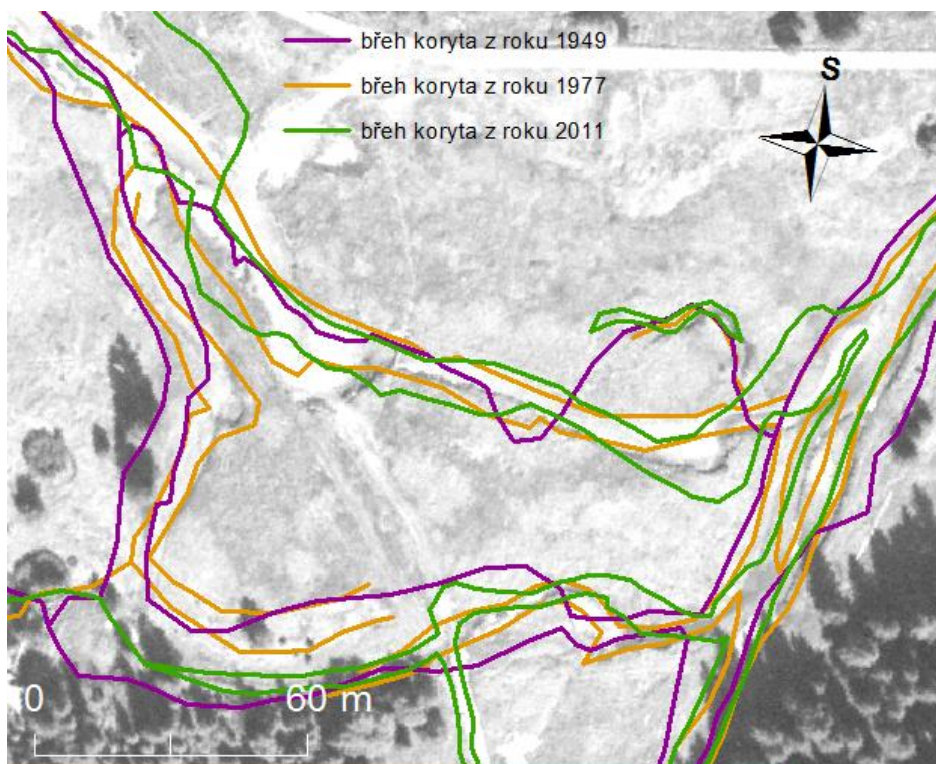 břeh koryta z roku 1949
břeh koryta z roku 1977
břeh koryta z roku 2011
S
0
60 m